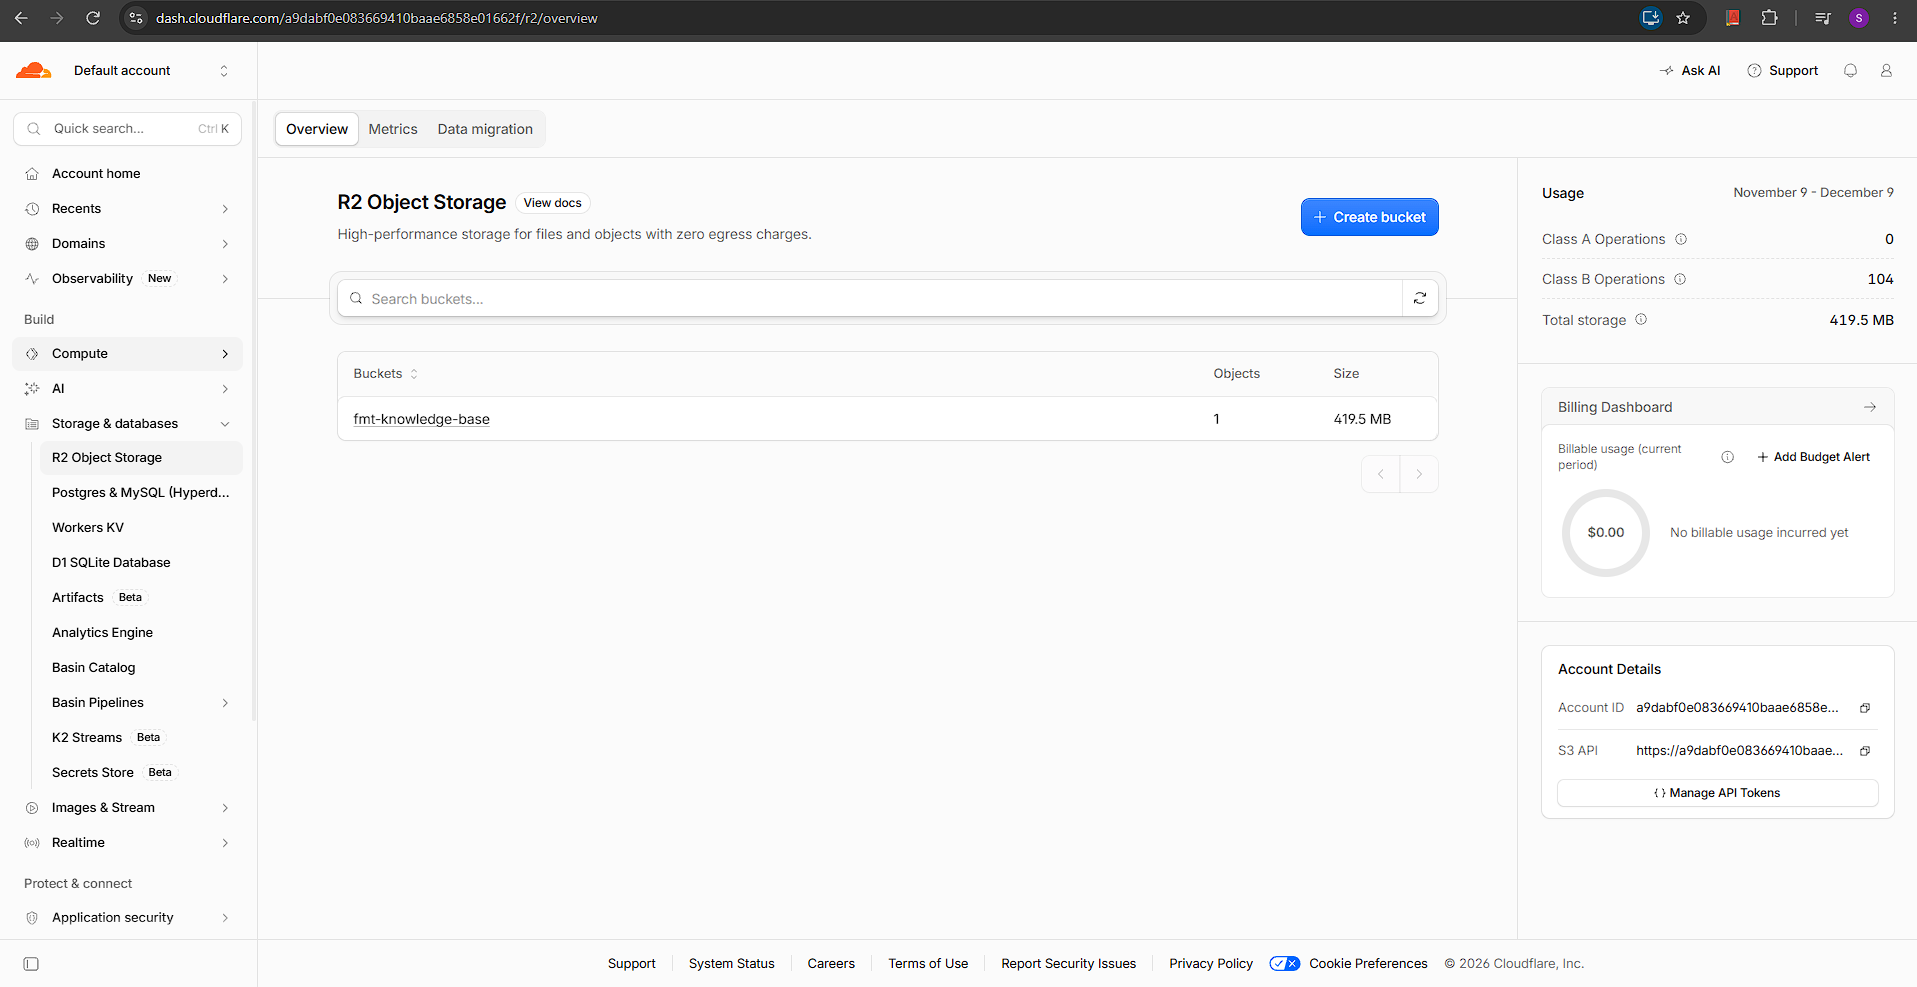 dash.cloudflare.com/a9dabf0e083669410baae6858e01662f/r2/overview
S
Default account
Ask AI
Support
Quick search...
Ctrl K
Account home
Recents
Domains
Observability New
Build
Compute
AI
Storage & databases
R2 Object Storage
Postgres & MySQL (Hyperd...
Workers KV
D1 SQLite Database
Artifacts Beta
Analytics Engine
Basin Catalog
Basin Pipelines
K2 Streams Beta
Secrets Store Beta
Images & Stream
Realtime
Protect & connect
Application security
Overview
Metrics
Data migration
R2 Object Storage
View docs
High-performance storage for files and objects with zero egress charges.
+ Create bucket
Search buckets...
Buckets Objects Size
fmt-knowledge-base 1 419.5 MB
Usage November 9 - December 9
Class A Operations 0
Class B Operations 104
Total storage 419.5 MB
Billing Dashboard
Billable usage (current
period)
+ Add Budget Alert
$0.00
No billable usage incurred yet
Account Details
Account ID a9dabf0e083669410baae6858e...
S3 API https://a9dabf0e083669410baae...
{} Manage API Tokens
Support
System Status
Careers
Terms of Use
Report Security Issues
Privacy Policy
Cookie Preferences
© 2026 Cloudflare, Inc.